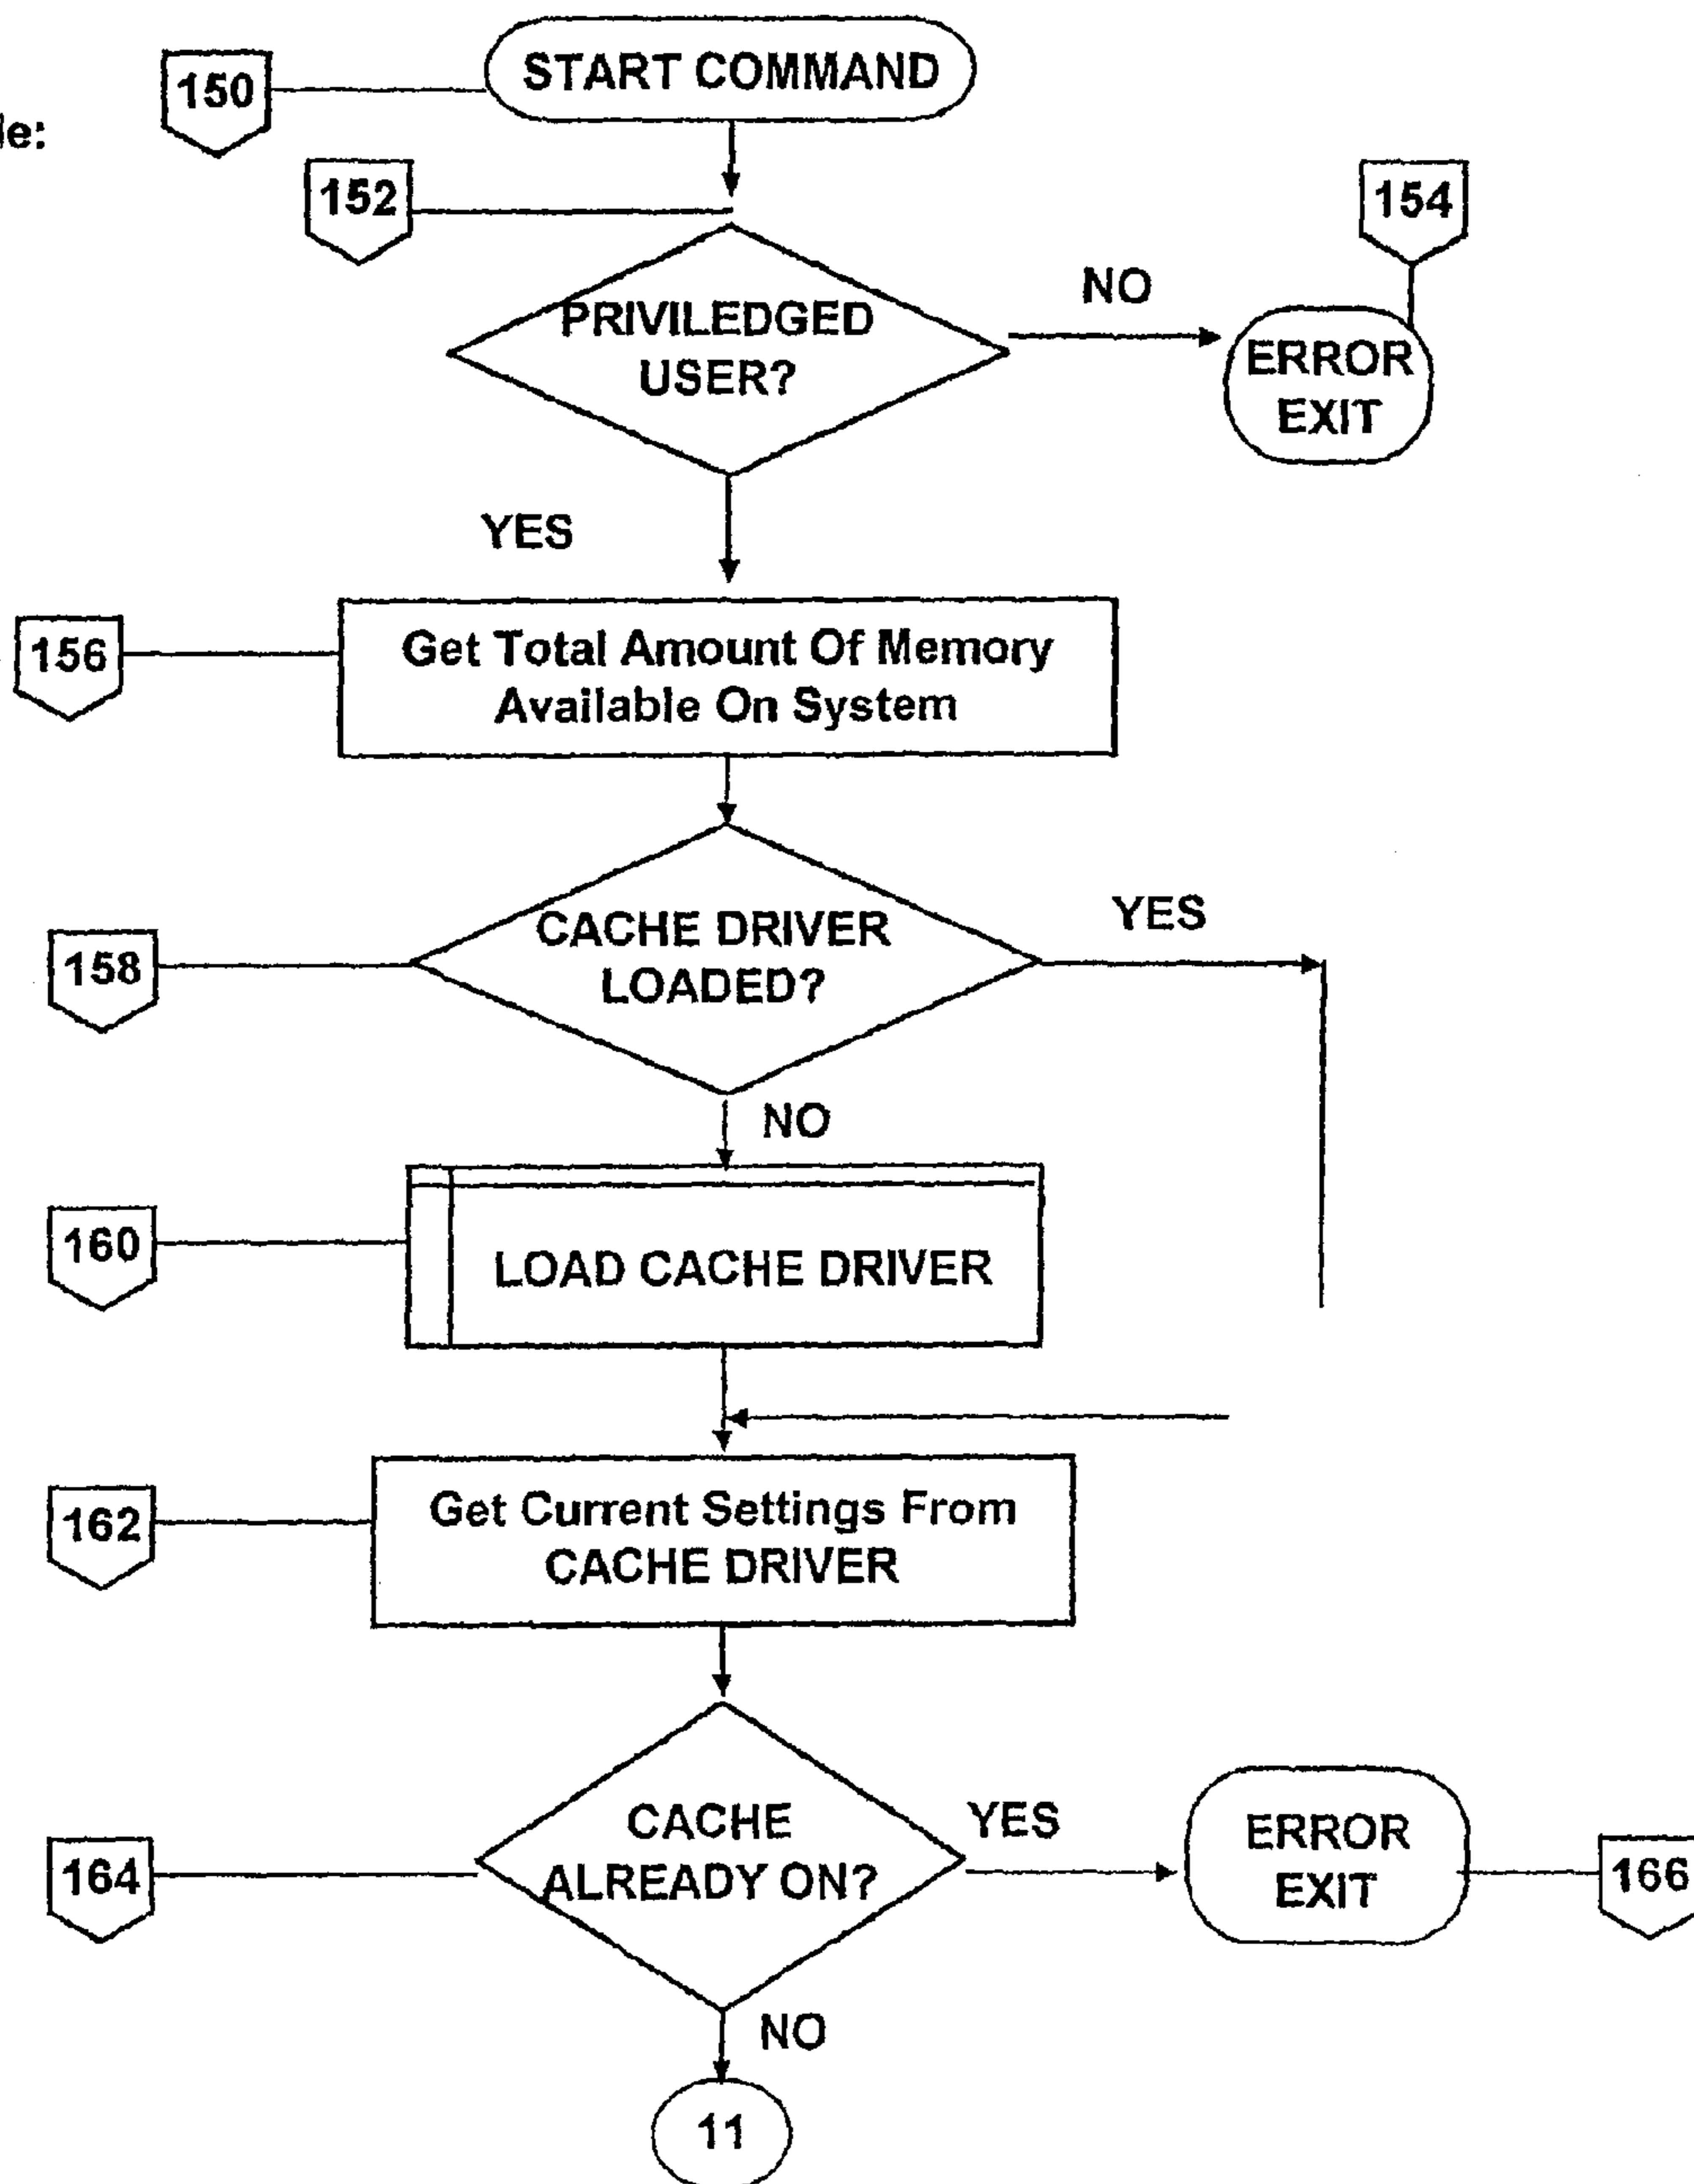 150
START COMMAND
152
154
PRIVILEDGED
USER?
NO
ERROR
EXIT
YES
156
Get Total Amount Of Memory
Available On System
158
CACHE DRIVER
LOADED?
YES
NO
160
LOAD CACHE DRIVER
162
Get Current Settings From
CACHE DRIVER
164
CACHE
ALREADY ON?
YES
ERROR
EXIT
166
NO
11